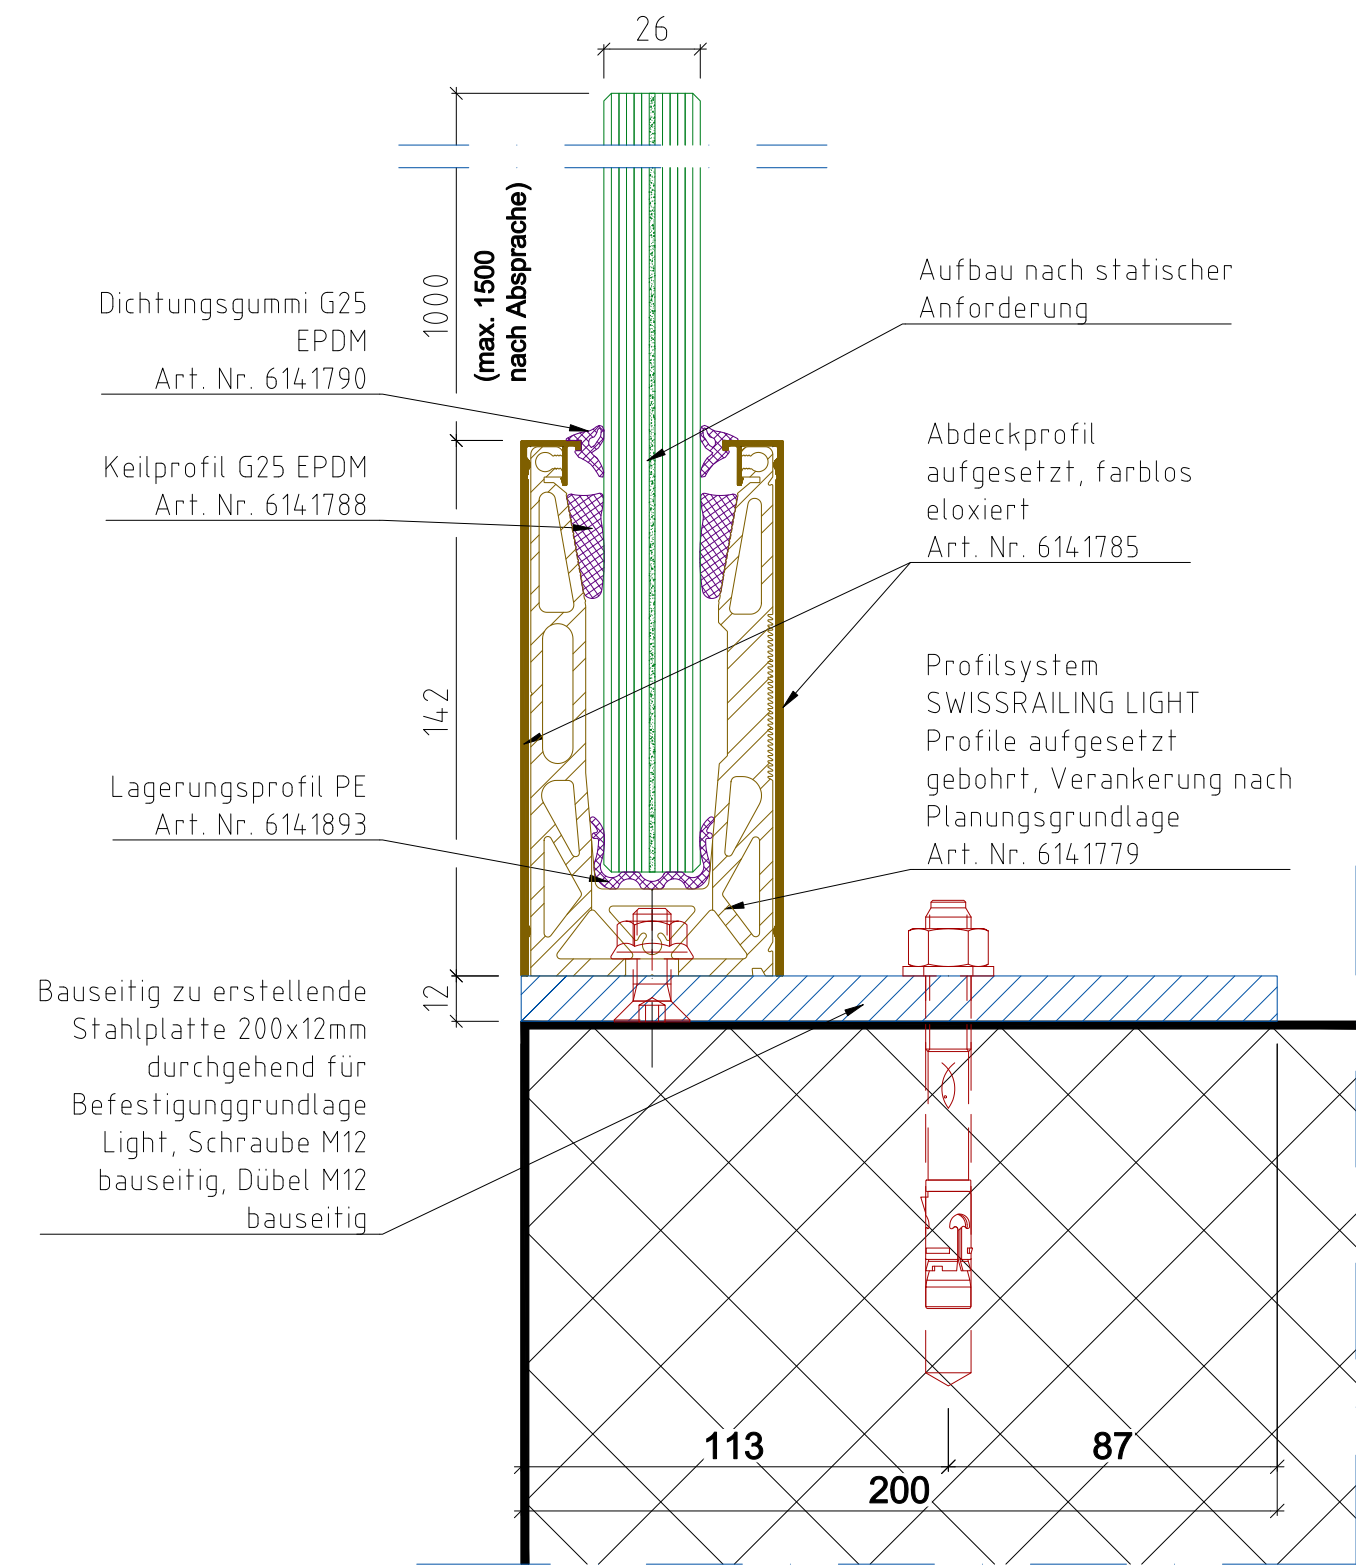 26
1000
(max. 1500
nach Absprache)
Dichtungsgummi G25
EPDM
Art. Nr. 6141790
Keilprofil G25 EPDM
Art. Nr. 6141788
142
Lagerungsprofil PE
Art. Nr. 6141893
12
Bauseitig zu erstellende
Stahlplatte 200x12mm
durchgehend für
Befestigunggrundlage
Light, Schraube M12
bauseitig, Dübel M12
bauseitig
Aufbau nach statischer
Anforderung
Abdeckprofil
aufgesetzt, farblos
eloxiert
Art. Nr. 6141785
Profilsystem
SWISSRAILING LIGHT
Profile aufgesetzt
gebohrt, Verankerung nach
Planungsgrundlage
Art. Nr. 6141779
113
87
200